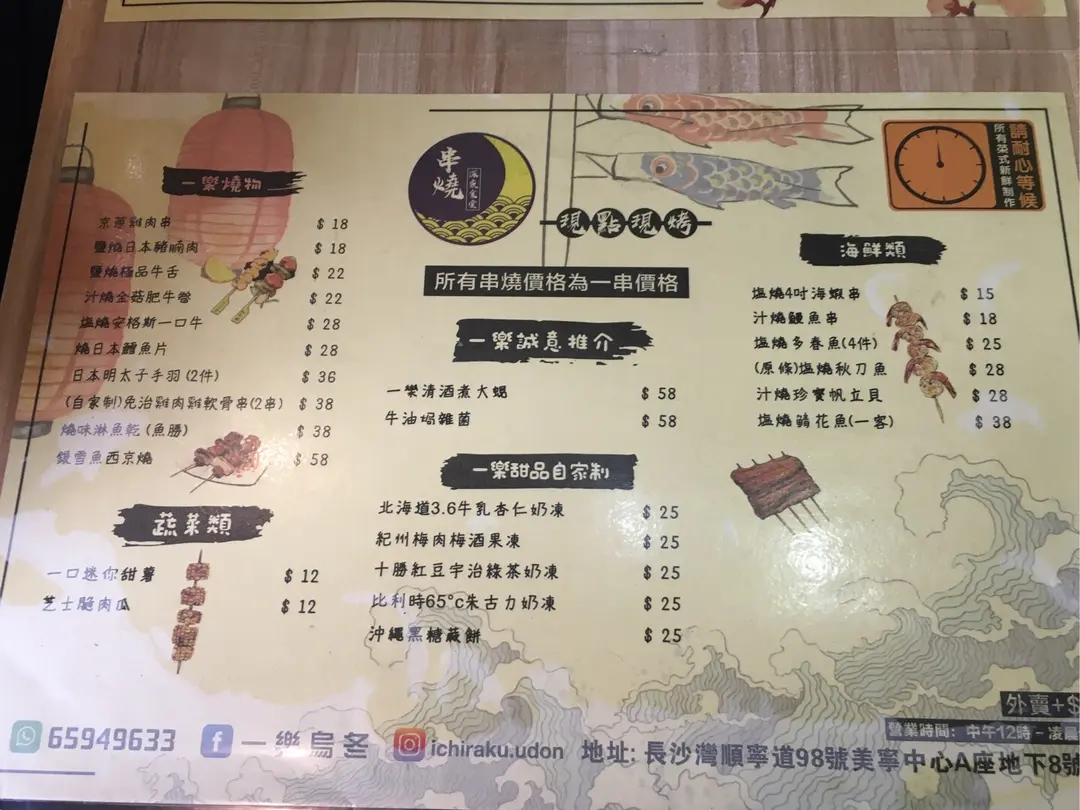 串燒
深夜食堂
現點現烤
所有串燒價格為一串價格
請耐心等候
所有菜式新鮮制作
一樂燒物
京蔥雞肉串 $ 18
鹽燒日本豬腩肉 $ 18
鹽燒極品牛舌 $ 22
汁燒金菇肥牛卷 $ 22
塩燒安格斯一口牛 $ 28
燒日本鱈魚片 $ 28
日本明太子手羽(2件) $ 36
(自家制)免治雞肉雞軟骨串(2串) $ 38
燒味淋魚乾(魚勝) $ 38
銀雪魚西京燒 $ 58
蔬菜類
一口迷你甜薯 $ 12
芝士脆肉瓜 $ 12
一樂誠意推介
一樂清酒煮大蜆 $ 58
牛油堝雜菌 $ 58
一樂甜品自家制
北海道3.6牛乳杏仁奶凍 $ 25
紀州梅肉梅酒果凍 $ 25
十勝紅豆宇治綠茶奶凍 $ 25
比利時65°c朱古力奶凍 $ 25
沖繩黑糖蕨餅 $ 25
海鮮類
塩燒4吋海蝦串 $ 15
汁燒鰻魚串 $ 18
塩燒多春魚(4件) $ 25
(原條)塩燒秋刀魚 $ 28
汁燒珍寶帆立貝 $ 28
塩燒鯖花魚(一客) $ 38
外賣+$
營業時間: 中午12時 - 凌晨
65949633 一樂烏冬 ichiraku.udon 地址: 長沙灣順寧道98號美寧中心A座地下8號